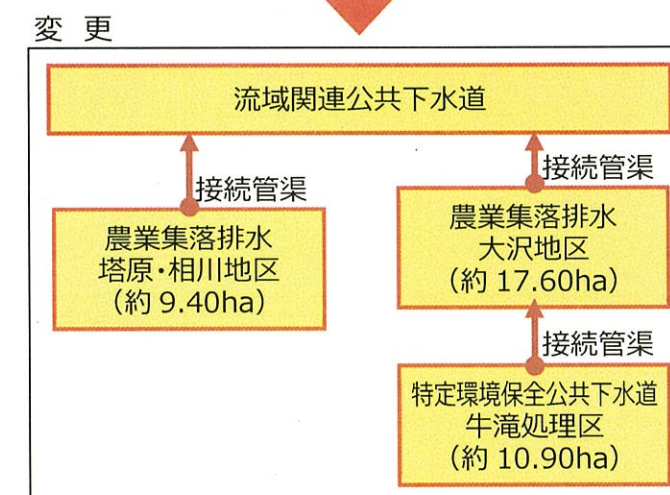 変 更
流域関連公共下水道
接続管渠
接続管渠
農業集落排水
塔原・相川地区
(約 9.40ha)
農業集落排水
大沢地区
(約 17.60ha)
接続管渠
特定環境保全公共下水道
牛滝処理区
(約 10.90ha)